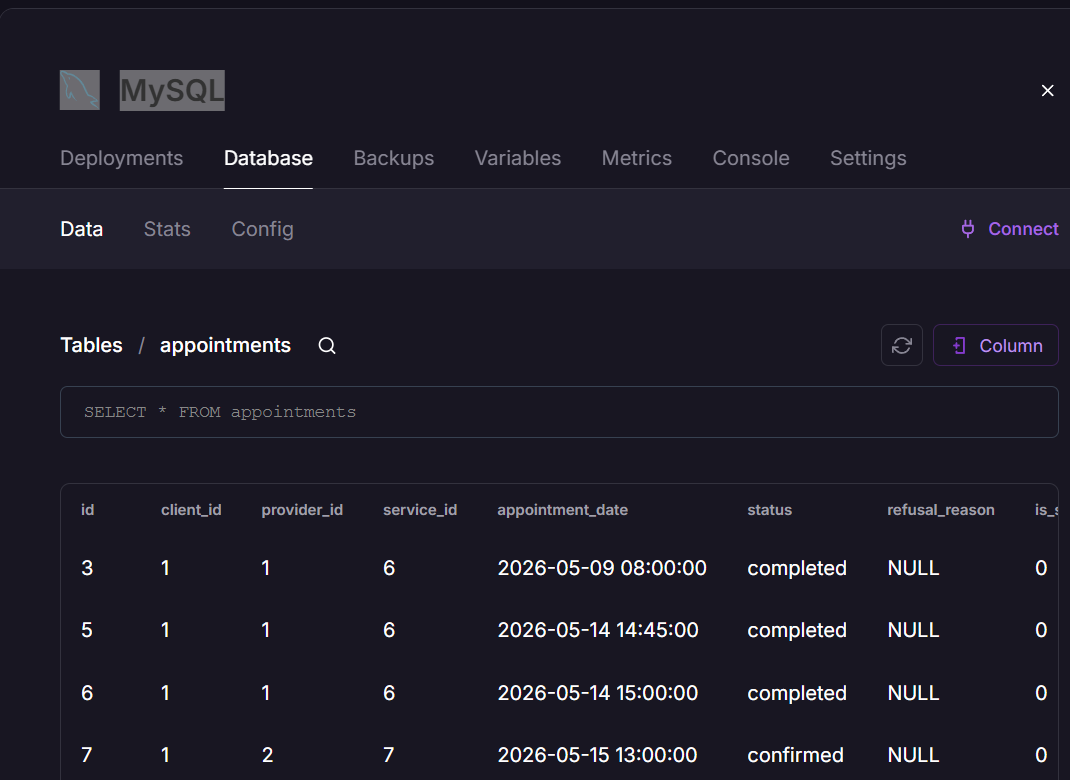 MySQL
Deployments Database Backups Variables Metrics Console Settings
Data Stats Config Connect
Tables / appointments Column
SELECT * FROM appointments
id client_id provider_id service_id appointment_date status refusal_reason
3 1 1 6 2026-05-09 08:00:00 completed NULL 0
5 1 1 6 2026-05-14 14:45:00 completed NULL 0
6 1 1 6 2026-05-14 15:00:00 completed NULL 0
7 1 2 7 2026-05-15 13:00:00 confirmed NULL 0